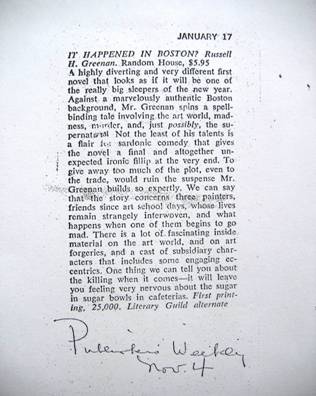 JANUARY 17
IT HAPPENED IN BOSTON? Russell
H. Greenan. Random House, $5.95
A highly diverting and very different first
novel that looks as if it will be one of
the really big sleepers of the new year.
Against a marvelously authentic Boston
background, Mr. Greenan spins a spell-
binding tale involving the art world, mad-
ness, murder, and, just possibly, the su-
pernatural Not the least of his talents is
a flair for sardonic comedy that gives
the novel a final and altogether un-
expected ironic fillip at the very end. To
give away too much of the plot, even to
the trade, would ruin the suspense Mr.
Greenan builds so expertly. We can say
that the story concerns three painters,
friends since art school days, whose lives
remain strangely interwoven, and what
happens when one of them begins to go
mad. There is a lot of fascinating inside
material on the art world, and on art
forgeries, and a cast of subsidiary char-
acters that includes some engaging ec-
centrics. One thing we can tell you about
the killing when it comes—it will leave
you feeling very nervous about the sugar
in sugar bowls in cafeterias. First print-
ing, 25,000. Literary Guild alternate
Publishers' Weekly
Nov. 4